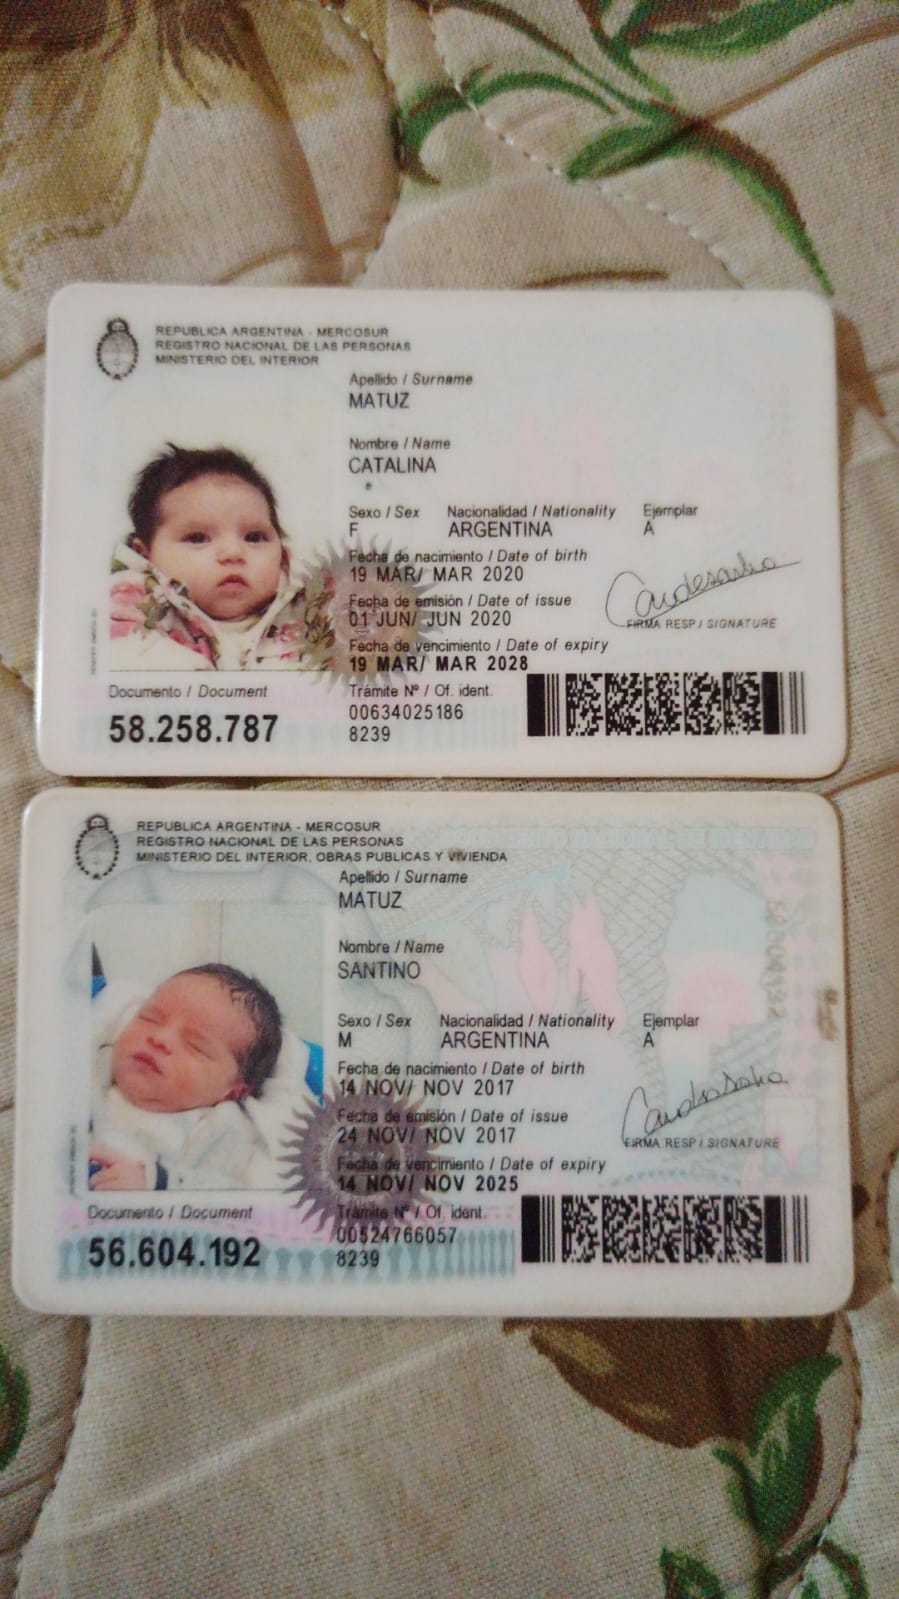 REPUBLICA ARGENTINA - MERCOSUR
REGISTRO NACIONAL DE LAS PERSONAS
MINISTERIO DEL INTERIOR
Apellido / Surname
MATUZ
Nombre / Name
CATALINA
Sexo / Sex Nacionalidad / Nationality Ejemplar
F ARGENTINA A
Fecha de nacimiento / Date of birth
19 MAR/ MAR 2020
Fecha de emisión / Date of issue
01 JUN/ JUN 2020
FIRMA RESP / SIGNATURE
Fecha de vencimiento / Date of expiry
19 MAR/ MAR 2028
Documento / Document Trámite Nº / Of. ident.
58.258.787 00634025186
8239
REPUBLICA ARGENTINA - MERCOSUR
REGISTRO NACIONAL DE LAS PERSONAS
MINISTERIO DEL INTERIOR, OBRAS PUBLICAS Y VIVIENDA
Apellido / Surname
MATUZ
Nombre / Name
SANTINO
Sexo / Sex Nacionalidad / Nationality Ejemplar
M ARGENTINA A
Fecha de nacimiento / Date of birth
14 NOV/ NOV 2017
Fecha de emisión / Date of issue
24 NOV/ NOV 2017
FIRMA RESP / SIGNATURE
Fecha de vencimiento / Date of expiry
14 NOV/ NOV 2025
Documento / Document Trámite Nº / Of. ident.
56.604.192 00524766057
8239